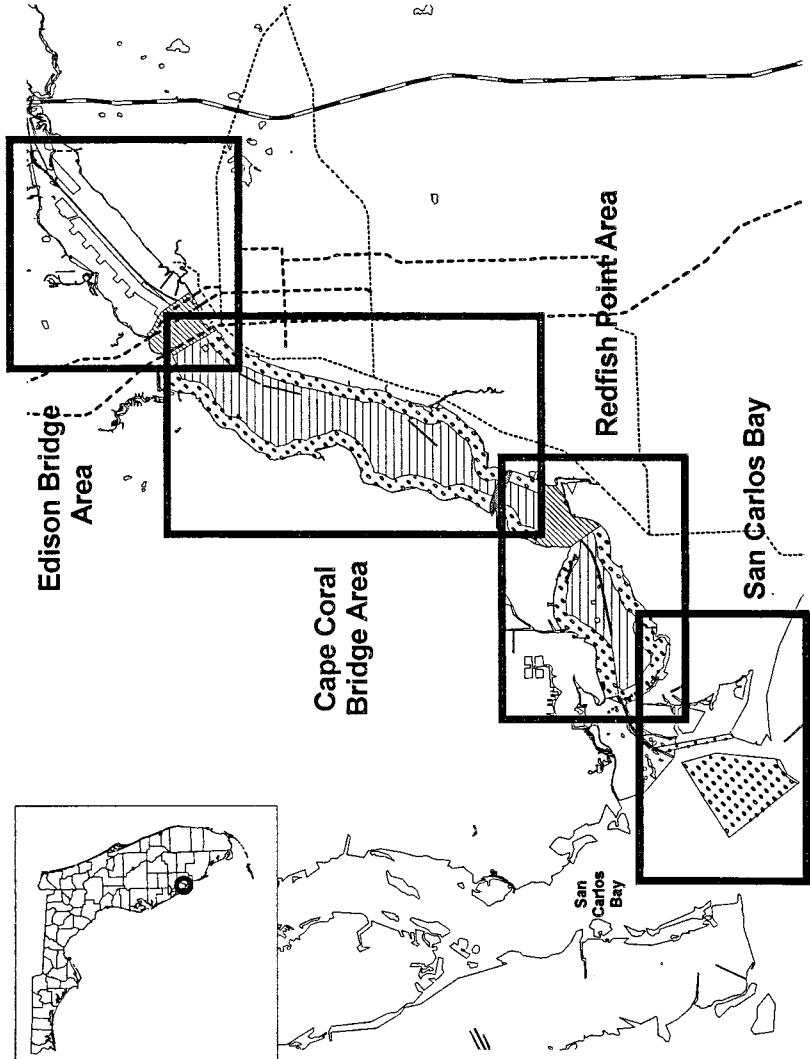 Edison Bridge
Area
Cape Coral
Bridge Area
Redfish Point Area
San Carlos Bay
San
Carlos
Bay